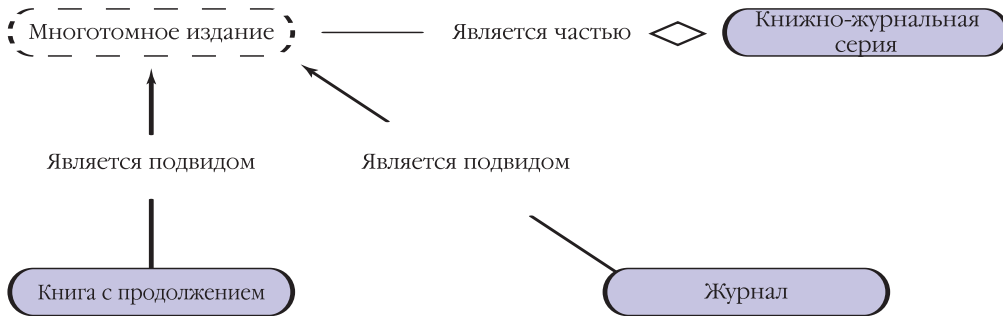 Многотомное издание
Является частью
Книжно-журнальная
серия
Является подвидом
Является подвидом
Книга с продолжением
Журнал